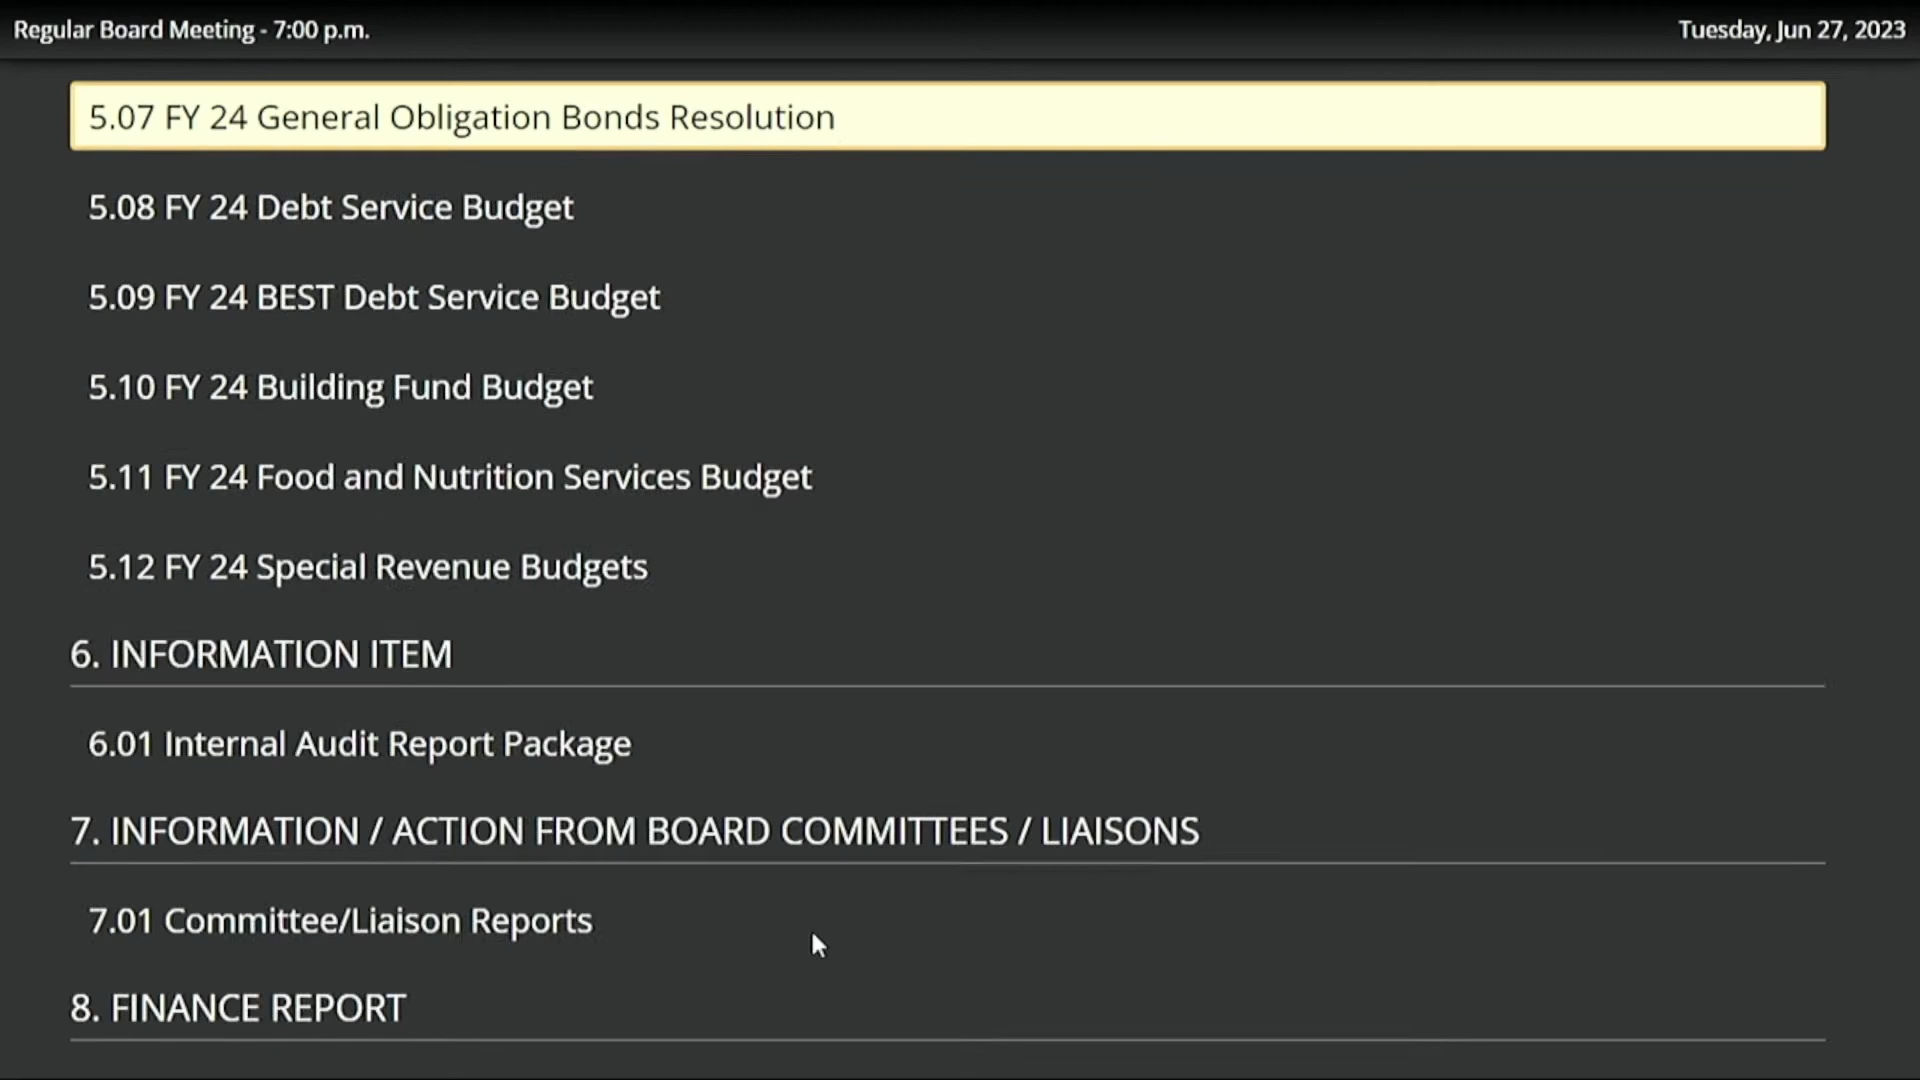 Regular Board Meeting - 7:00 p.m.
Tuesday, Jun 27, 2023
5.07 FY 24 General Obligation Bonds Resolution
5.08 FY 24 Debt Service Budget
5.09 FY 24 BEST Debt Service Budget
5.10 FY 24 Building Fund Budget
5.11 FY 24 Food and Nutrition Services Budget
5.12 FY 24 Special Revenue Budgets
6. INFORMATION ITEM
6.01 Internal Audit Report Package
7. INFORMATION / ACTION FROM BOARD COMMITTEES / LIAISONS
7.01 Committee/Liaison Reports
8. FINANCE REPORT